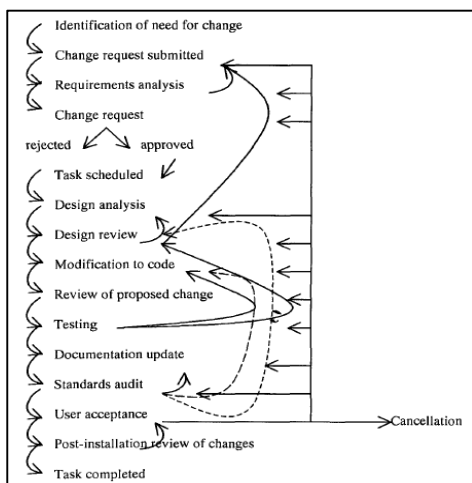 Identification of need for change
Change request submitted
Requirements analysis
Change request
rejected approved
Task scheduled
Design analysis
Design review
Modification to code
Review of proposed change
Testing
Documentation update
Standards audit
User acceptance
Cancellation
Post-installation review of changes
Task completed